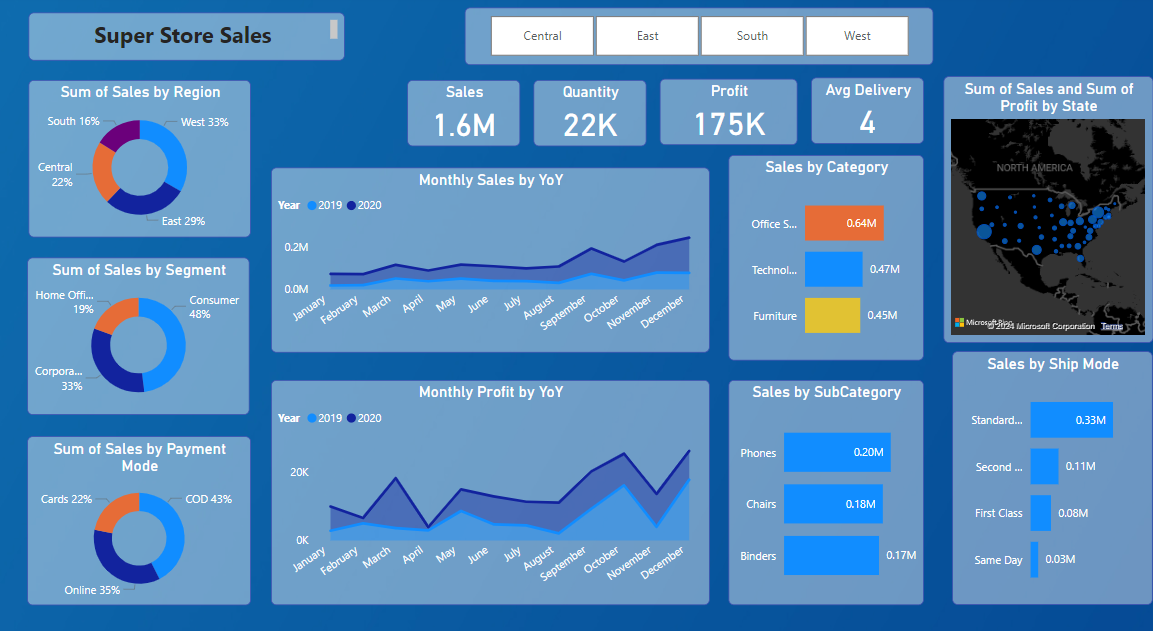 Super Store Sales
Central
East
South
West
Sum of Sales by Region
South 16%
West 33%
Central
22%
East 29%
Sales
1.6M
Quantity
22K
Profit
175K
Avg Delivery
4
Sum of Sales and Sum of
Profit by State
NORTH AMERICA
Microsoft Bing
© 2024 Microsoft Corporation Terms
Monthly Sales by YoY
Year 2019 2020
0.2M
0.0M
January
February
March
April
May
June
July
August
September
October
November
December
Sales by Category
Office S... 0.64M
Technol... 0.47M
Furniture 0.45M
Sum of Sales by Segment
Home Offi...
19%
Consumer
48%
Corpora...
33%
Monthly Profit by YoY
Year 2019 2020
20K
0K
January
February
March
April
May
June
July
August
September
October
November
December
Sales by SubCategory
Phones 0.20M
Chairs 0.18M
Binders 0.17M
Sales by Ship Mode
Standard... 0.33M
Second ... 0.11M
First Class 0.08M
Same Day 0.03M
Sum of Sales by Payment
Mode
Cards 22%
COD 43%
Online 35%